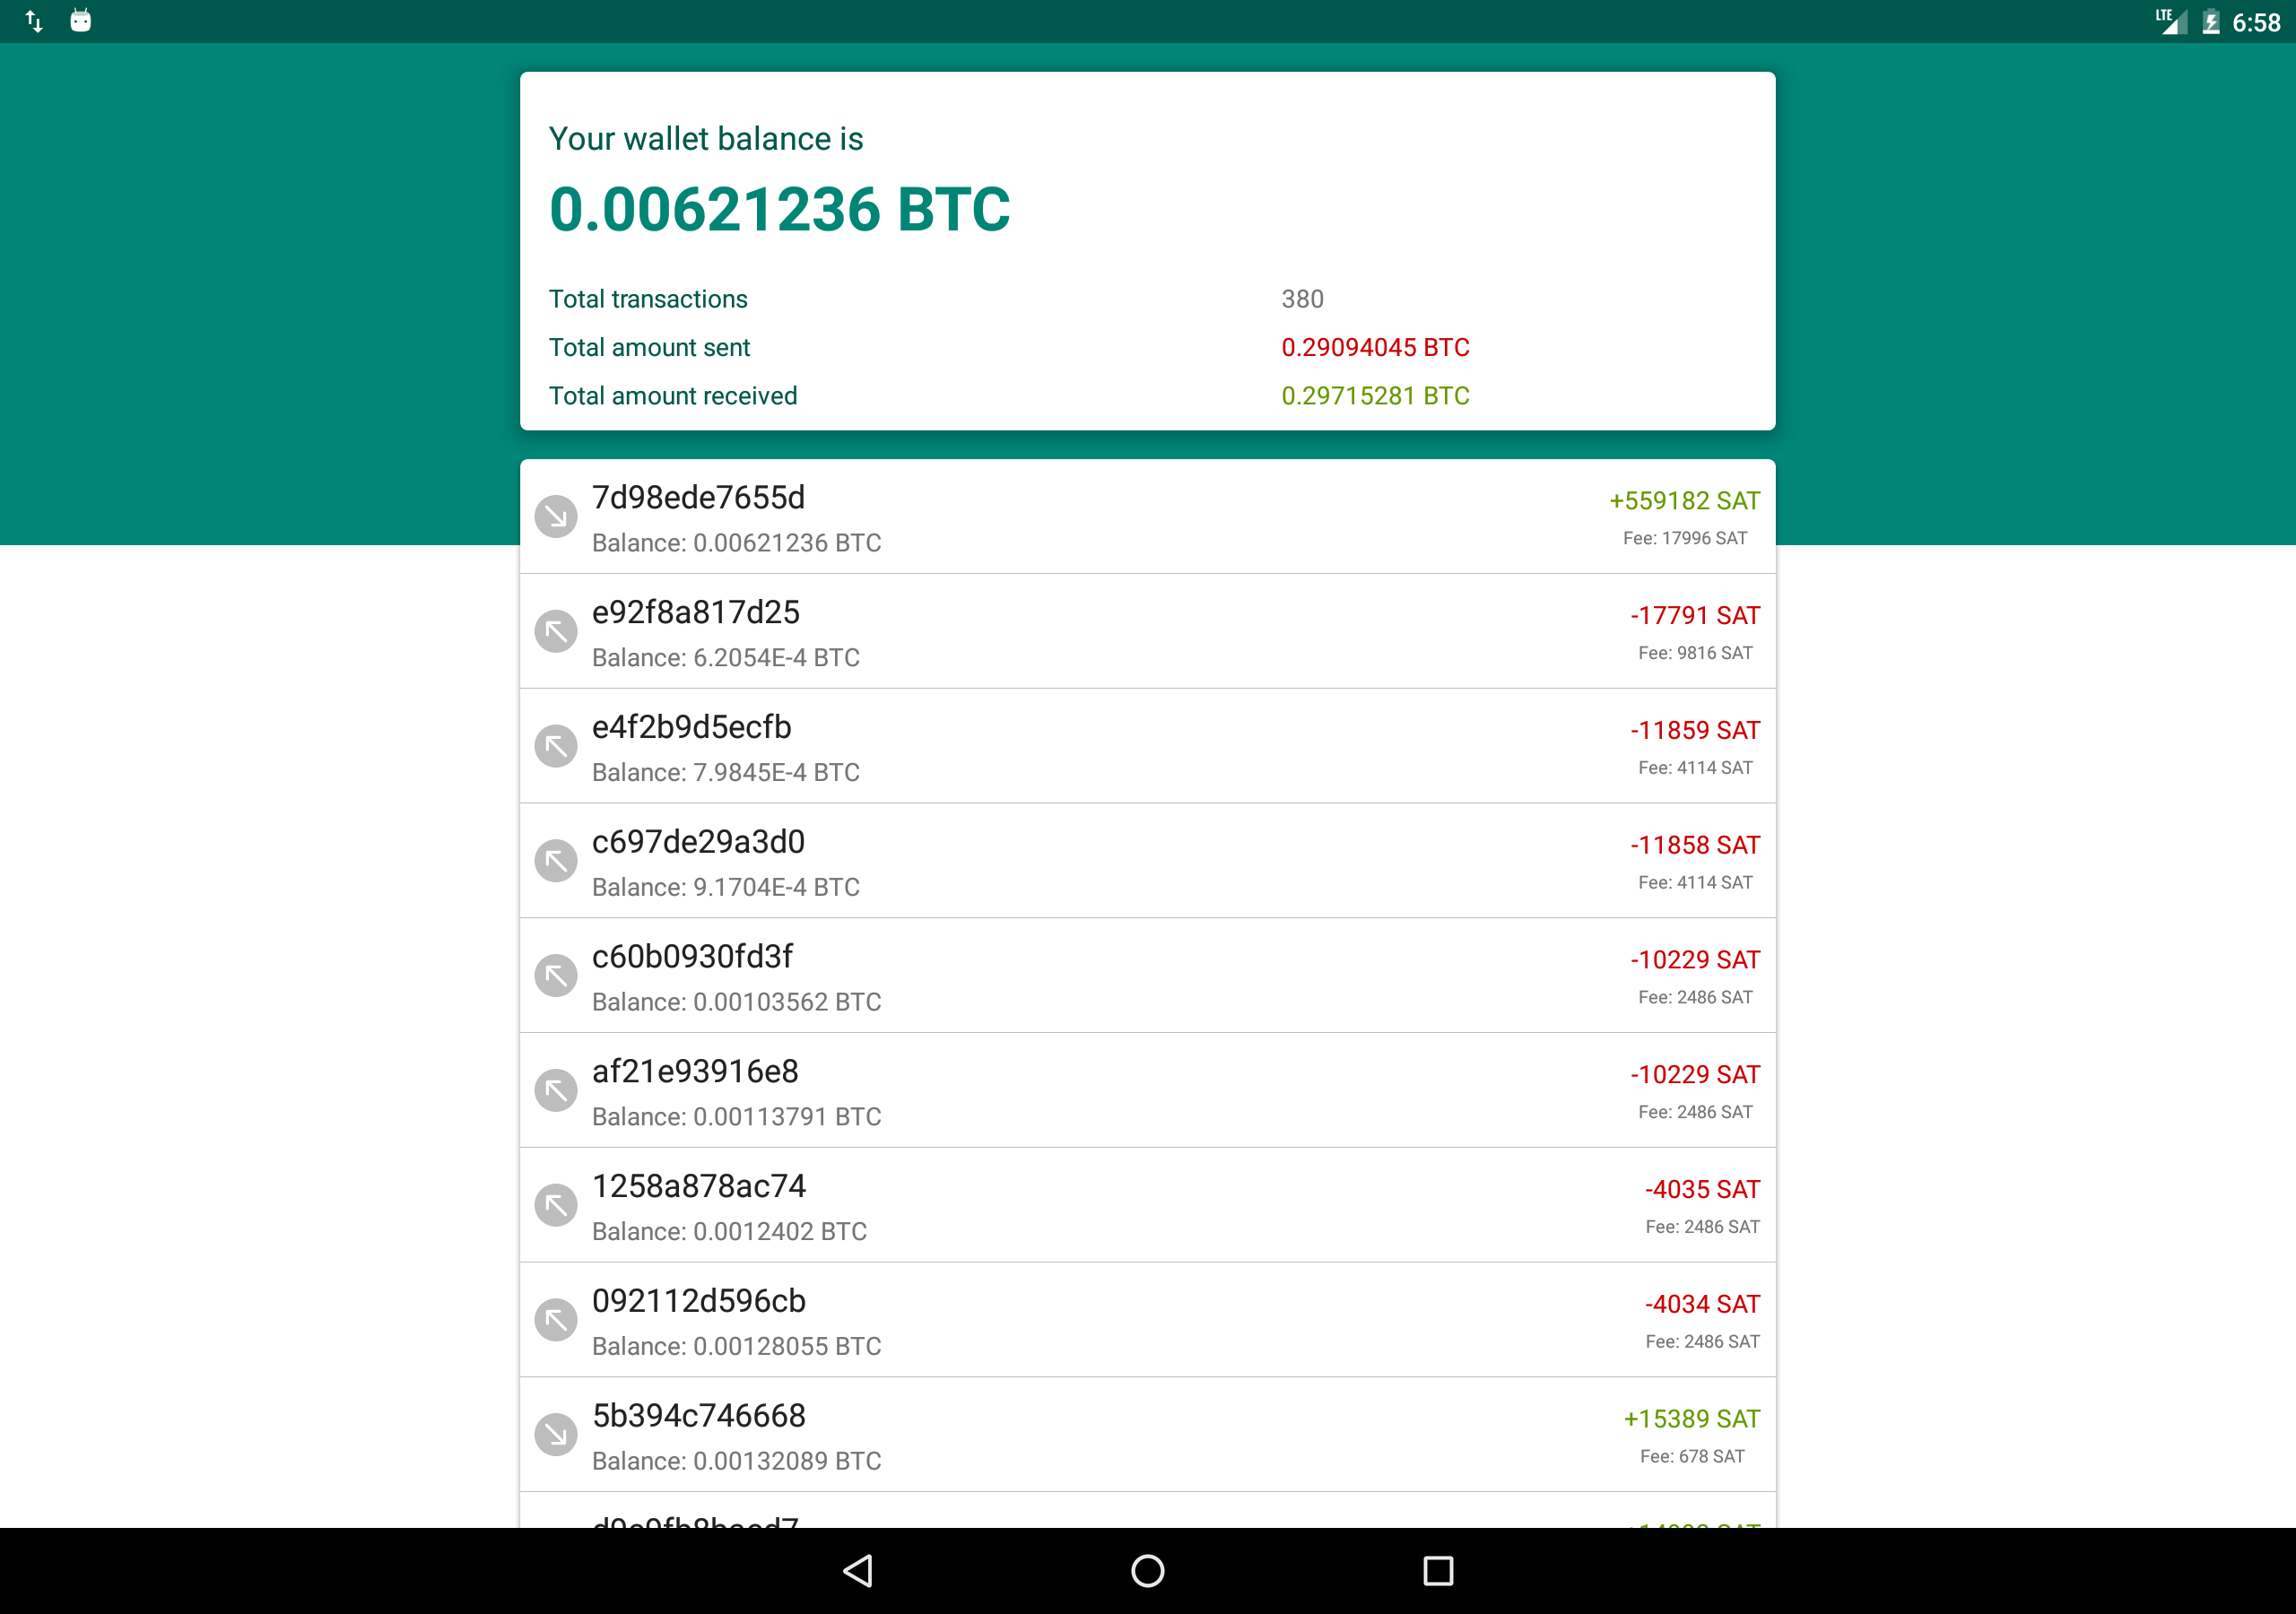 LTE 6:58
Your wallet balance is
0.00621236 BTC
Total transactions 380
Total amount sent 0.29094045 BTC
Total amount received 0.29715281 BTC
7d98ede7655d +559182 SAT
Balance: 0.00621236 BTC Fee: 17996 SAT
e92f8a817d25 -17791 SAT
Balance: 6.2054E-4 BTC Fee: 9816 SAT
e4f2b9d5ecfb -11859 SAT
Balance: 7.9845E-4 BTC Fee: 4114 SAT
c697de29a3d0 -11858 SAT
Balance: 9.1704E-4 BTC Fee: 4114 SAT
c60b0930fd3f -10229 SAT
Balance: 0.00103562 BTC Fee: 2486 SAT
af21e93916e8 -10229 SAT
Balance: 0.00113791 BTC Fee: 2486 SAT
1258a878ac74 -4035 SAT
Balance: 0.0012402 BTC Fee: 2486 SAT
092112d596cb -4034 SAT
Balance: 0.00128055 BTC Fee: 2486 SAT
5b394c746668 +15389 SAT
Balance: 0.00132089 BTC Fee: 678 SAT